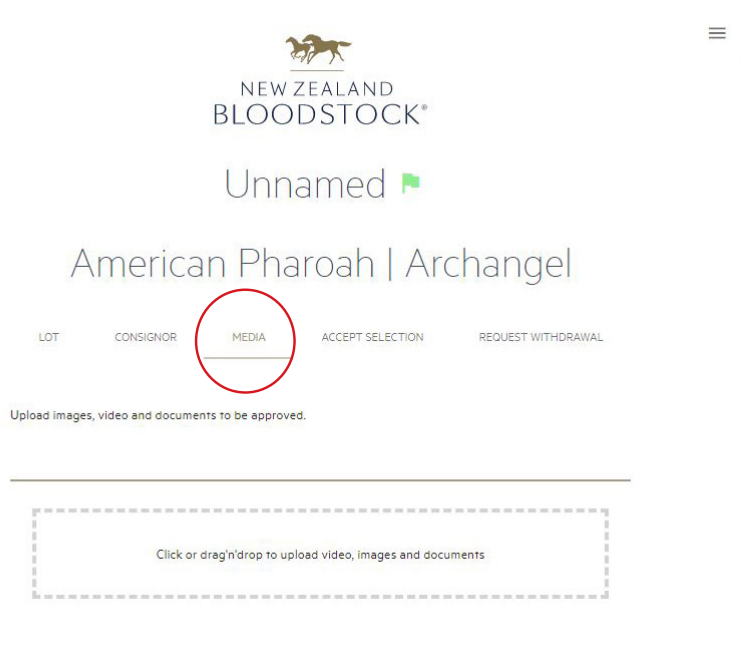 NEW ZEALAND
BLOODSTOCK®
Unnamed
American Pharoah | Archangel
LOT CONSIGNOR MEDIA ACCEPT SELECTION REQUEST WITHDRAWAL
Upload images, video and documents to be approved.
Click or drag'n'drop to upload video, images and documents